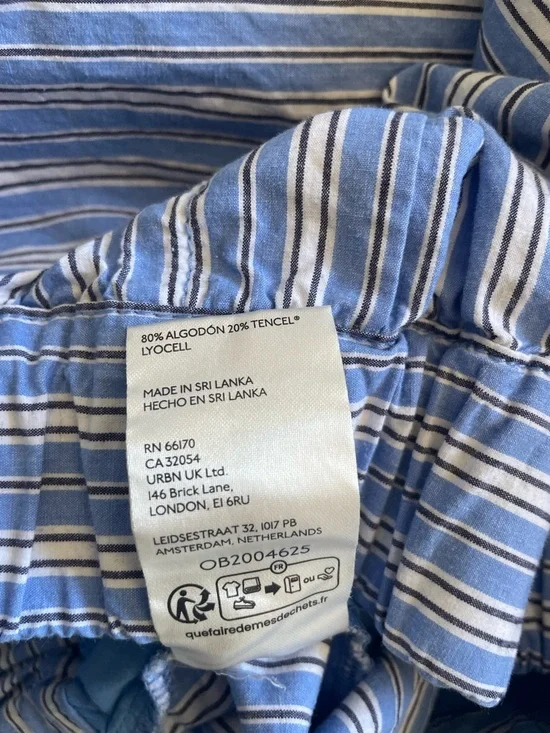 80% ALGODÓN 20% TENCEL®
LYOCELL
MADE IN SRI LANKA
HECHO EN SRI LANKA
RN 66170
CA 32054
URBN UK Ltd.
146 Brick Lane,
LONDON, E1 6RU
LEIDSESTRAAT 32, 1017 PB
AMSTERDAM, NETHERLANDS
OB2004625
FR
OU
quefairedemesdechets.fr